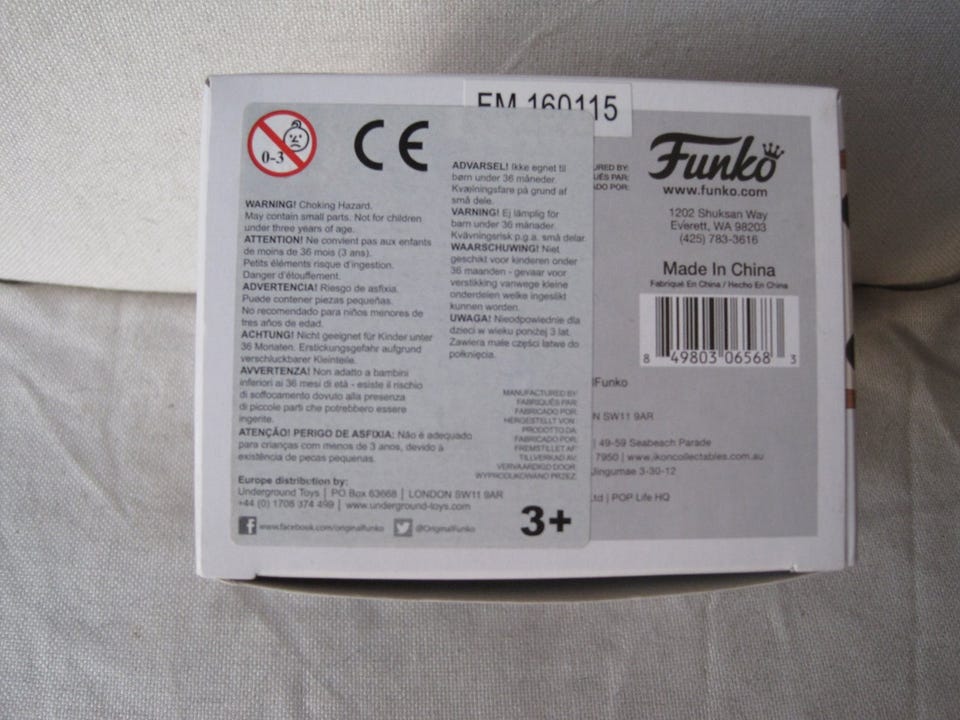 FM 160115
0-3
CE
WARNING! Choking Hazard.
May contain small parts. Not for children
under three years of age.
ATTENTION! Ne convient pas aux enfants
de moins de 36 mois (3 ans).
Petits éléments risque d'ingestion.
Danger d'étouffement.
ADVERTENCIA! Riesgo de asfixia.
Puede contener piezas pequeñas.
No recomendado para niños menores de
tres años de edad.
ACHTUNG! Nicht geeignet für Kinder unter
36 Monaten. Erstickungsgefahr aufgrund
verschluckbarer Kleinteile.
AVVERTENZA! Non adatto a bambini
inferiori ai 36 mesi di età - esiste il rischio
di soffocamento dovuto alla presenza
di piccole parti che potrebbero essere
ingerite.
ATENÇÃO! PERIGO DE ASFIXIA: Não é adequado
para crianças com menos de 3 anos, devido à
existência de peças pequenas.
Europe distribution by:
Underground Toys | PO Box 63668 | LONDON SW11 9AR
+44 (0) 1708 374 499 | www.underground-toys.com
www.facebook.com/originalfunko @OriginalFunko
ADVARSEL! Ikke egnet til
børn under 36 måneder.
Kvælningsfare på grund af
små dele.
VARNING! Ej lämplig för
barn under 36 månader.
Kvävningsrisk p.g.a. små delar.
WAARSCHUWING! Niet
geschikt voor kinderen onder
36 maanden - gevaar voor
verstikking vanwege kleine
onderdelen welke ingeslikt
kunnen worden.
UWAGA! Nieodpowiednie dla
dzieci w wieku poniżej 3 lat.
Zawiera małe części łatwo do
połknięcia.
MANUFACTURED BY:
FABRIQUÉS PAR:
FABRICADO POR:
HERGESTELLT VON:
PRODOTTO DA:
FABRICADO POR:
FREMSTILLET AF:
TILLVERKAD AV:
VERVAARDIGD DOOR:
WYPRODUKOWANO PRZEZ:
3+
URED BY:
UÉS PAR:
DO POR:
Funko
www.funko.com
1202 Shuksan Way
Everett, WA 98203
(425) 783-3616
Made In China
Fabriqué En China / Hecho En China
8 49803 06568 3
lFunko
N SW11 9AR
| 49-59 Seabeach Parade
7950 | www.ikoncollectables.com.au
Jingumae 3-30-12
Ltd | POP Life HQ